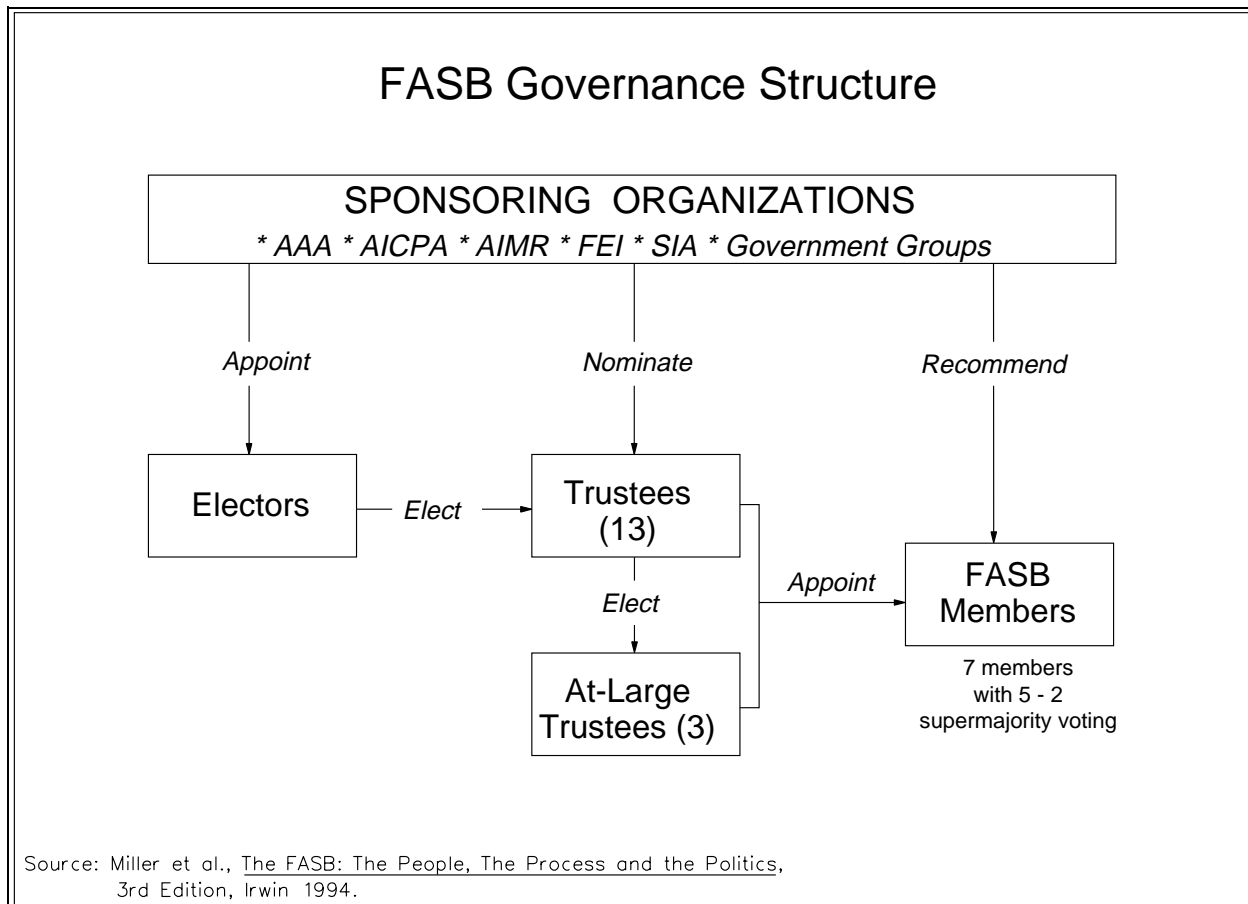 FASB Governance Structure
SPONSORING ORGANIZATIONS
* AAA * AICPA * AIMR * FEI * SIA * Government Groups
Appoint
Nominate
Recommend
Electors
Elect
Trustees
(13)
Elect
Appoint
FASB
Members
At-Large
Trustees (3)
7 members
with 5 - 2
supermajority voting
Source: Miller et al., The FASB: The People, The Process and the Politics,
3rd Edition, Irwin 1994.